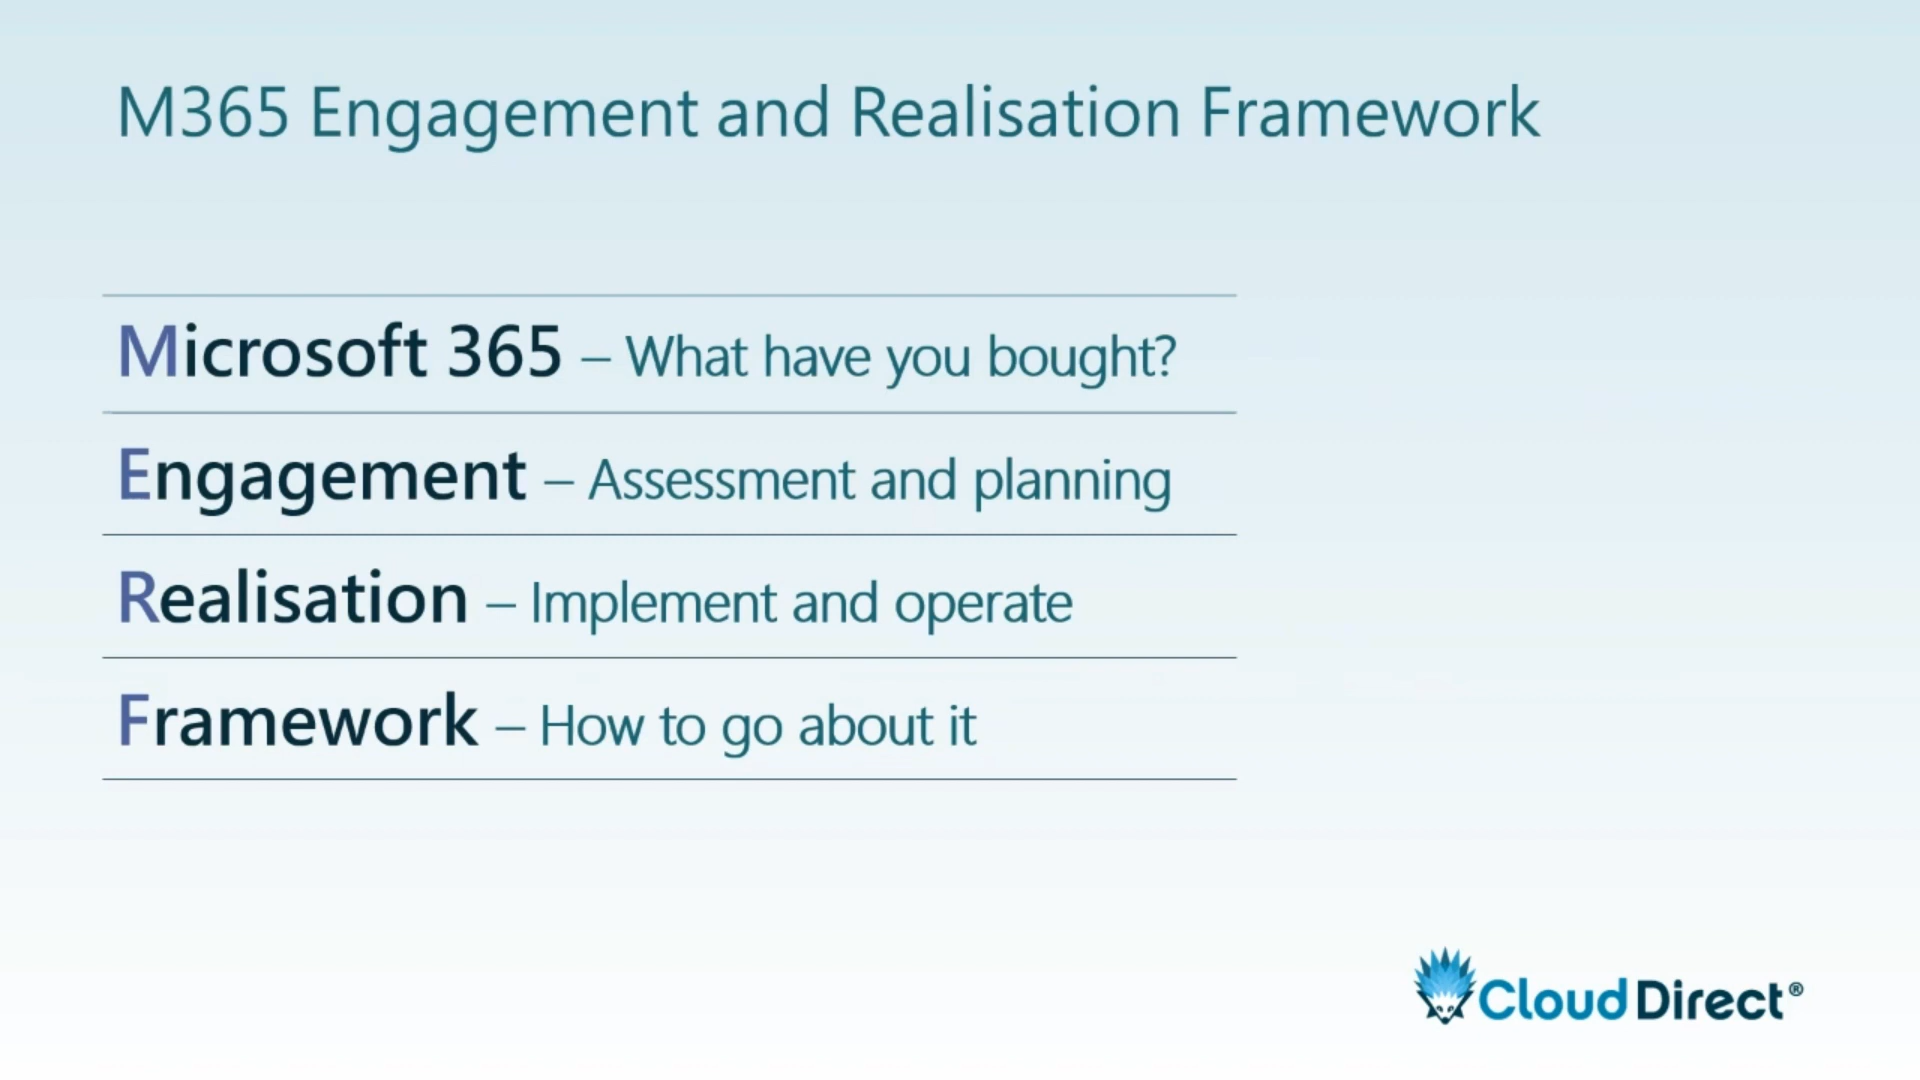 M365 Engagement and Realisation Framework
Microsoft 365 – What have you bought?
Engagement – Assessment and planning
Realisation – Implement and operate
Framework – How to go about it
Cloud Direct®